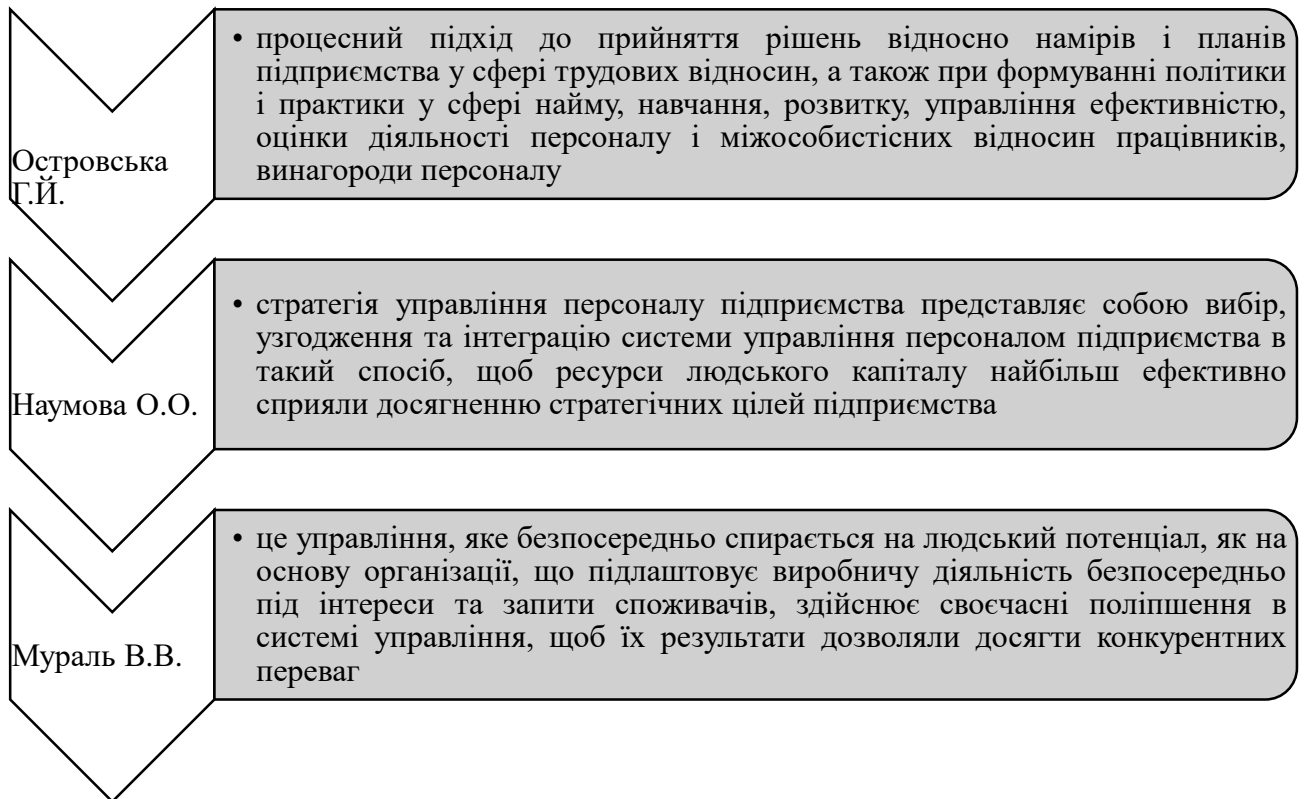 • процесний підхід до прийняття рішень відносно намірів і планів
підприємства у сфері трудових відносин, а також при формуванні політики
і практики у сфері найму, навчання, розвитку, управління ефективністю,
оцінки діяльності персоналу і міжособистісних відносин працівників,
винагороди персоналу
Островська
Г.Й.
• стратегія управління персоналу підприємства представляє собою вибір,
узгодження та інтеграцію системи управління персоналом підприємства в
такий спосіб, щоб ресурси людського капіталу найбільш ефективно
сприяли досягненню стратегічних цілей підприємства
Наумова О.О.
• це управління, яке безпосередньо спирається на людський потенціал, як на
основу організації, що підлаштовує виробничу діяльність безпосередньо
під інтереси та запити споживачів, здійснює своєчасні поліпшення в
системі управління, щоб їх результати дозволяли досягти конкурентних
переваг
Мураль В.В.